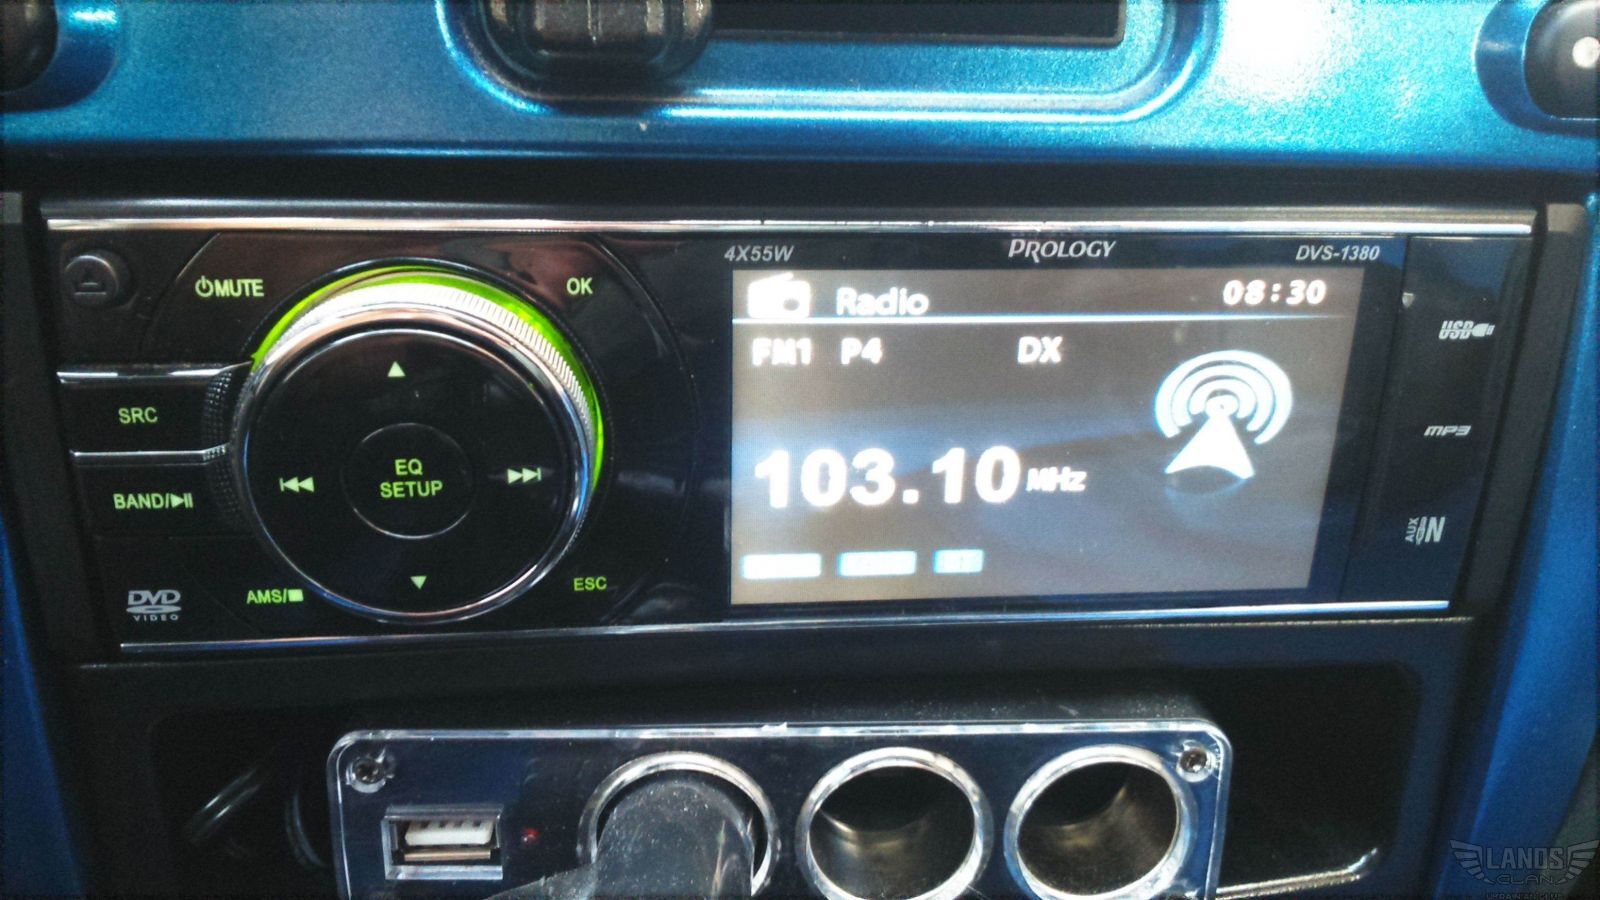 4X55W PROLOGY DVS-1380
MUTE
OK
Radio 08:30
FM1 P4 DX
103.10 MHz
SRC
BAND/
EQ
SETUP
AMS/
ESC
DVD
VIDEO
USB
MP3
AUX IN
LANOS
CLAN